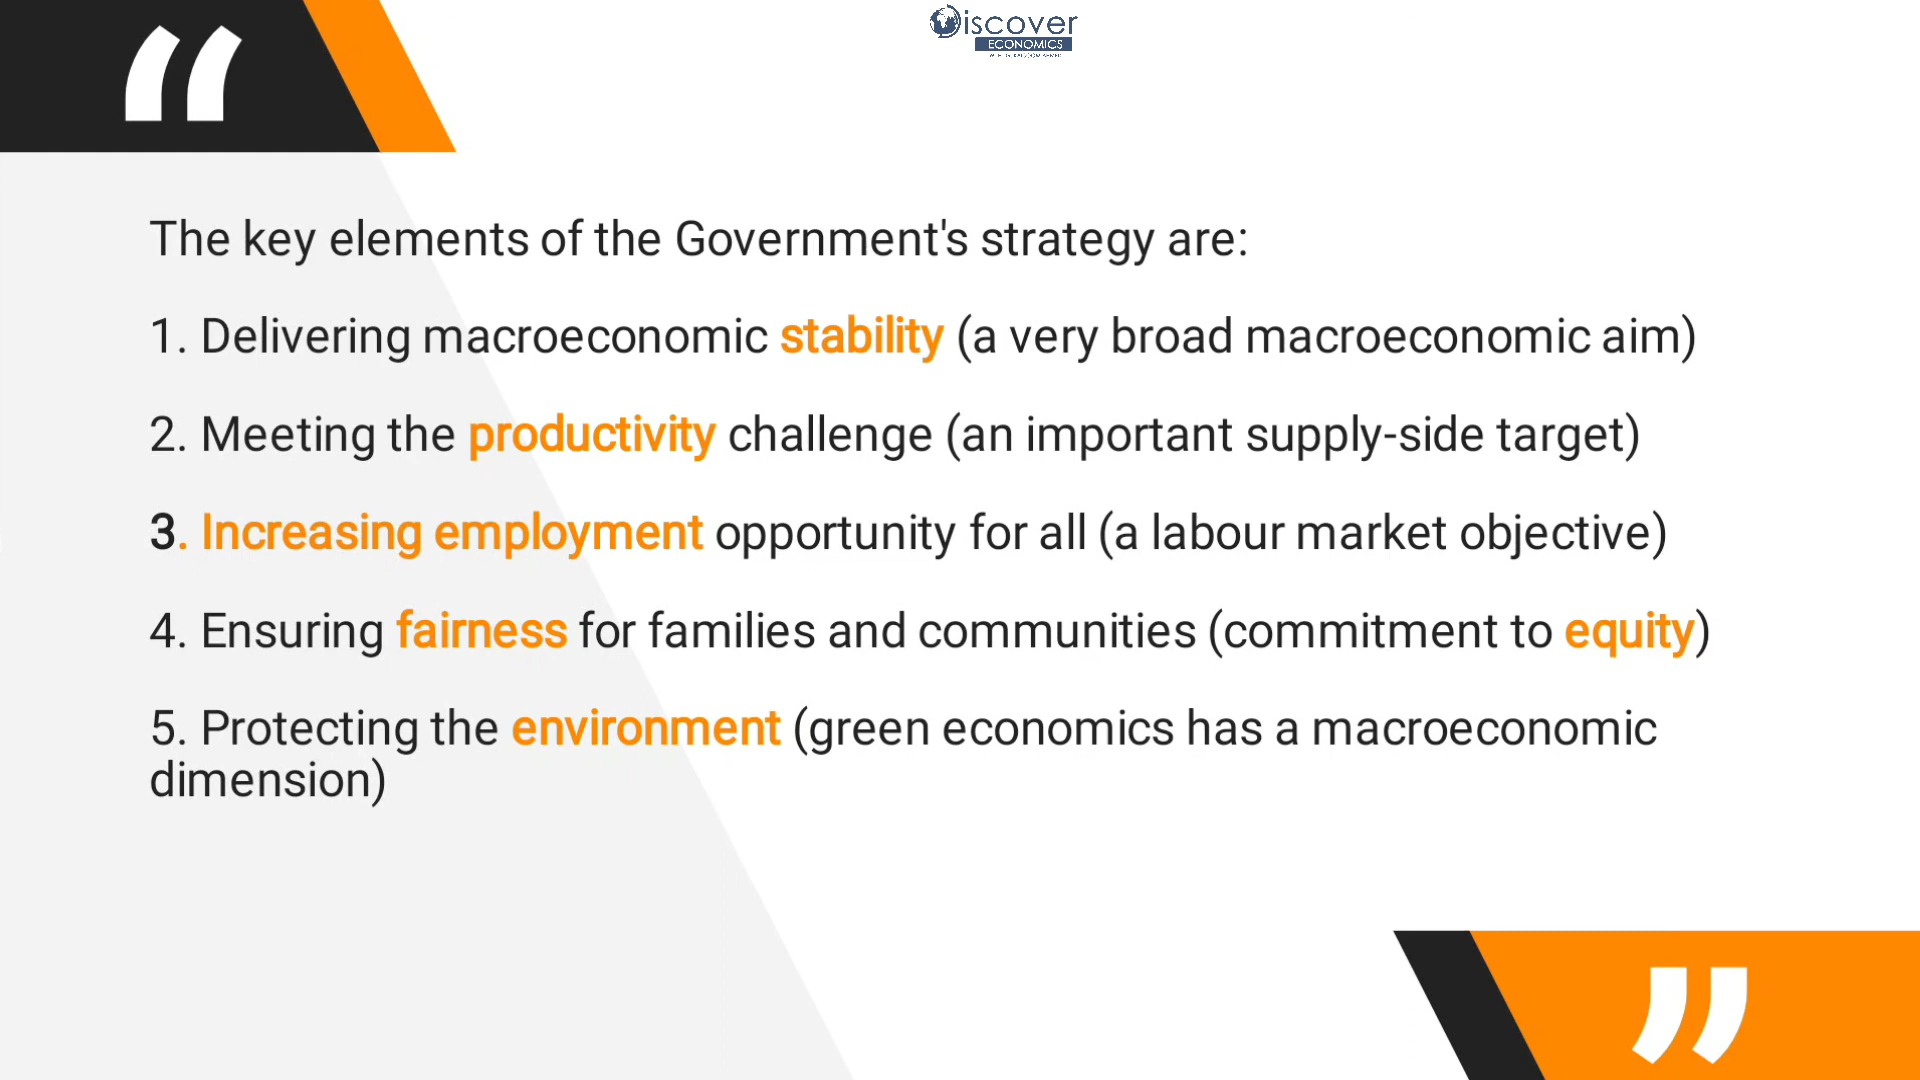 Discover
ECONOMICS
The key elements of the Government's strategy are:
1. Delivering macroeconomic stability (a very broad macroeconomic aim)
2. Meeting the productivity challenge (an important supply-side target)
3. Increasing employment opportunity for all (a labour market objective)
4. Ensuring fairness for families and communities (commitment to equity)
5. Protecting the environment (green economics has a macroeconomic
dimension)